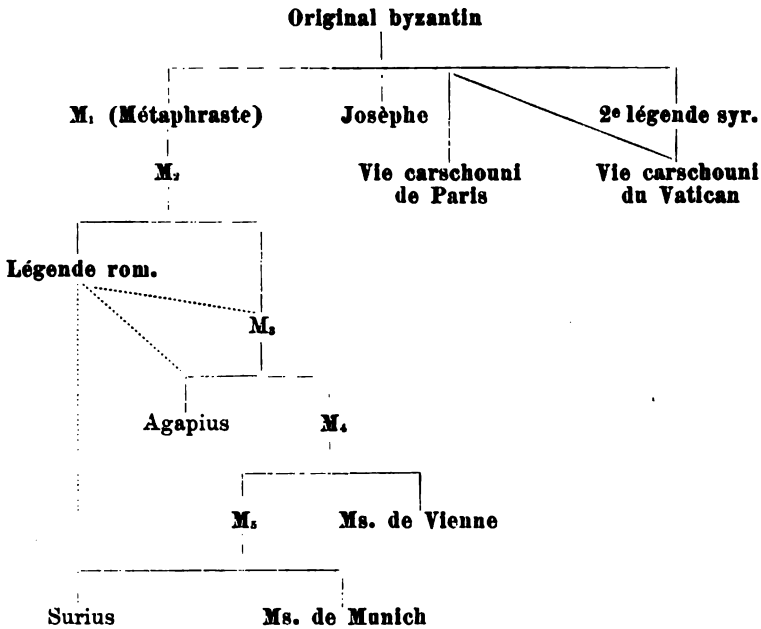 Original byzantin
M₁ (Métaphraste)
Josèphe
2e légende syr.
M₂
Vie carschouni
de Paris
Vie carschouni
du Vatican
Légende rom.
M₃
Agapius
M₄
M₅
Ms. de Vienne
Surius
Ms. de Munich